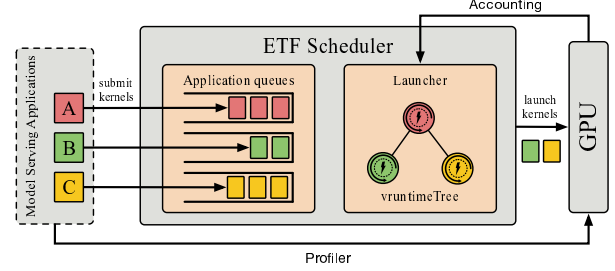 Accounting
ETF Scheduler
Model Serving Applications
submit
kernels
Application queues
Launcher
A
B
C
vruntimeTree
launch
kernels
GPU
Profiler